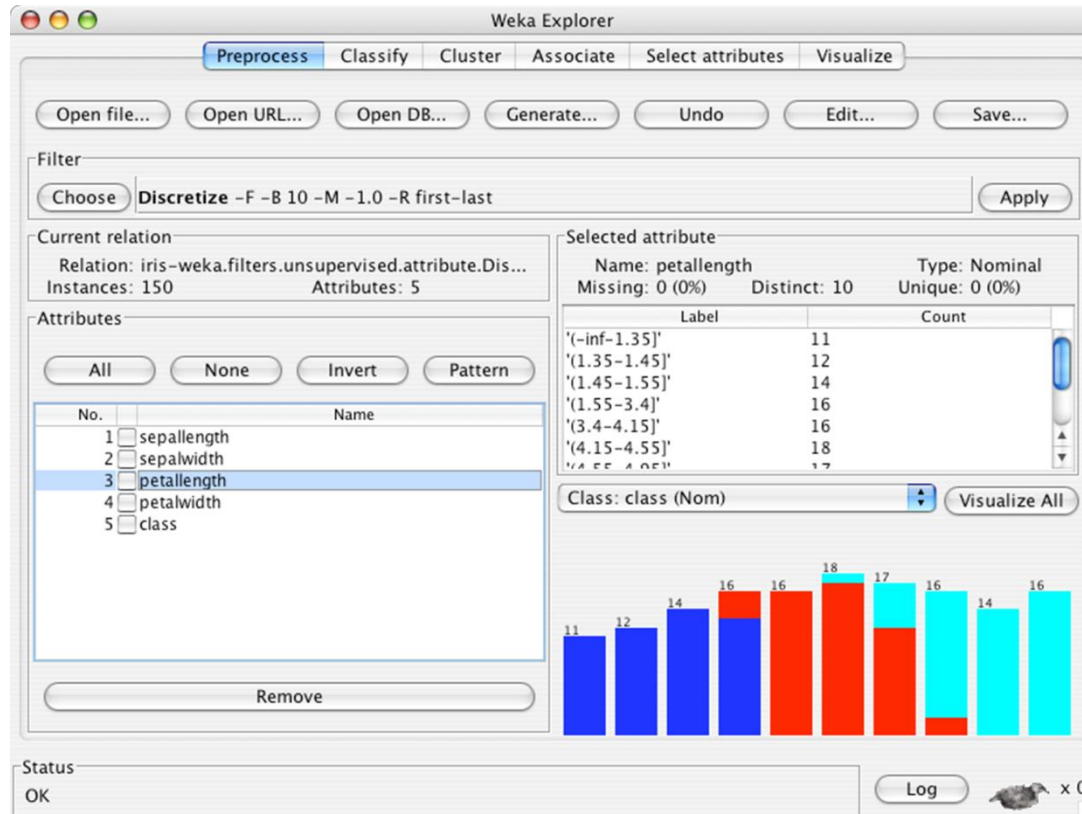 Weka Explorer
Preprocess Classify Cluster Associate Select attributes Visualize
Open file... Open URL... Open DB... Generate... Undo Edit... Save...
Filter
Choose Discretize -F -B 10 -M -1.0 -R first-last Apply
Current relation
Relation: iris-weka.filters.unsupervised.attribute.Dis...
Instances: 150 Attributes: 5
Attributes
All None Invert Pattern
No. Name
1 sepallength
2 sepalwidth
3 petallength
4 petalwidth
5 class
Remove
Selected attribute
Name: petallength Type: Nominal
Missing: 0 (0%) Distinct: 10 Unique: 0 (0%)
Label Count
'(-inf-1.35]' 11
'(1.35-1.45]' 12
'(1.45-1.55]' 14
'(1.55-3.4]' 16
'(3.4-4.15]' 16
'(4.15-4.55]' 18
'(4.55-4.95]' 17
Class: class (Nom) Visualize All
11 12 14 16 16 18 17 16 14 16
Status
OK
Log x 0